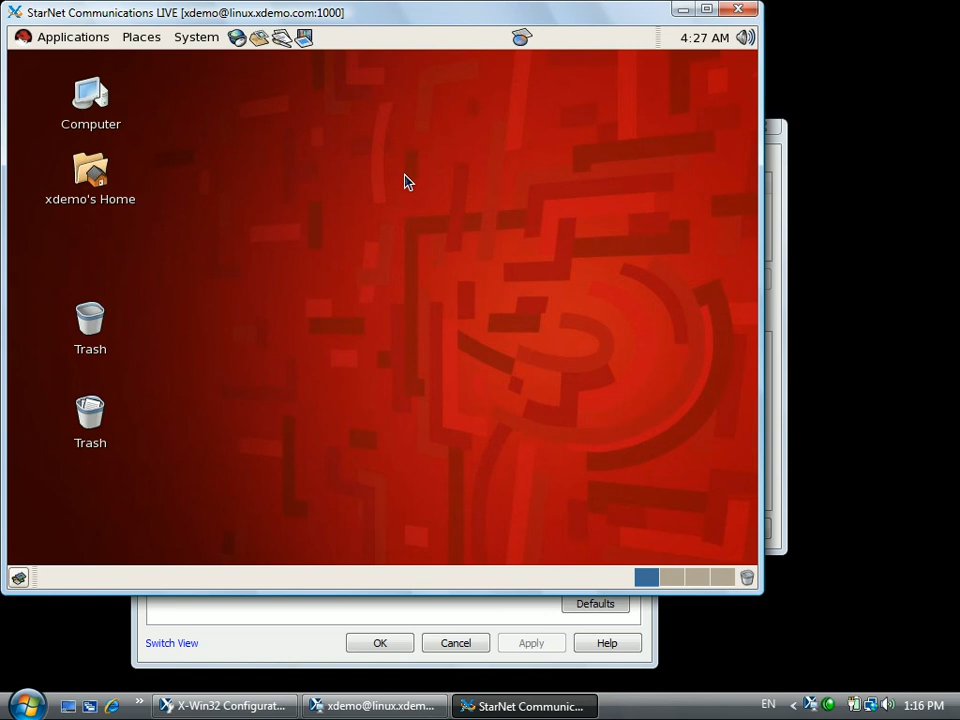 StarNet Communications LIVE [xdemo@linux.xdemo.com:1000]
Applications Places System 4:27 AM
Computer
xdemo's Home
Trash
Trash
Defaults
Switch View OK Cancel Apply Help
X-Win32 Configurat... xdemo@linux.xdem... StarNet Communic... EN 1:16 PM